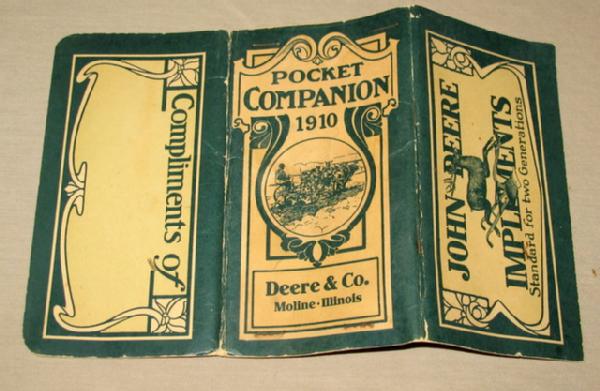 Compliments of
POCKET
COMPANION
1910
Deere & Co.
Moline-Illinois
JOHN DEERE
IMPLEMENTS
Standard for two Generations